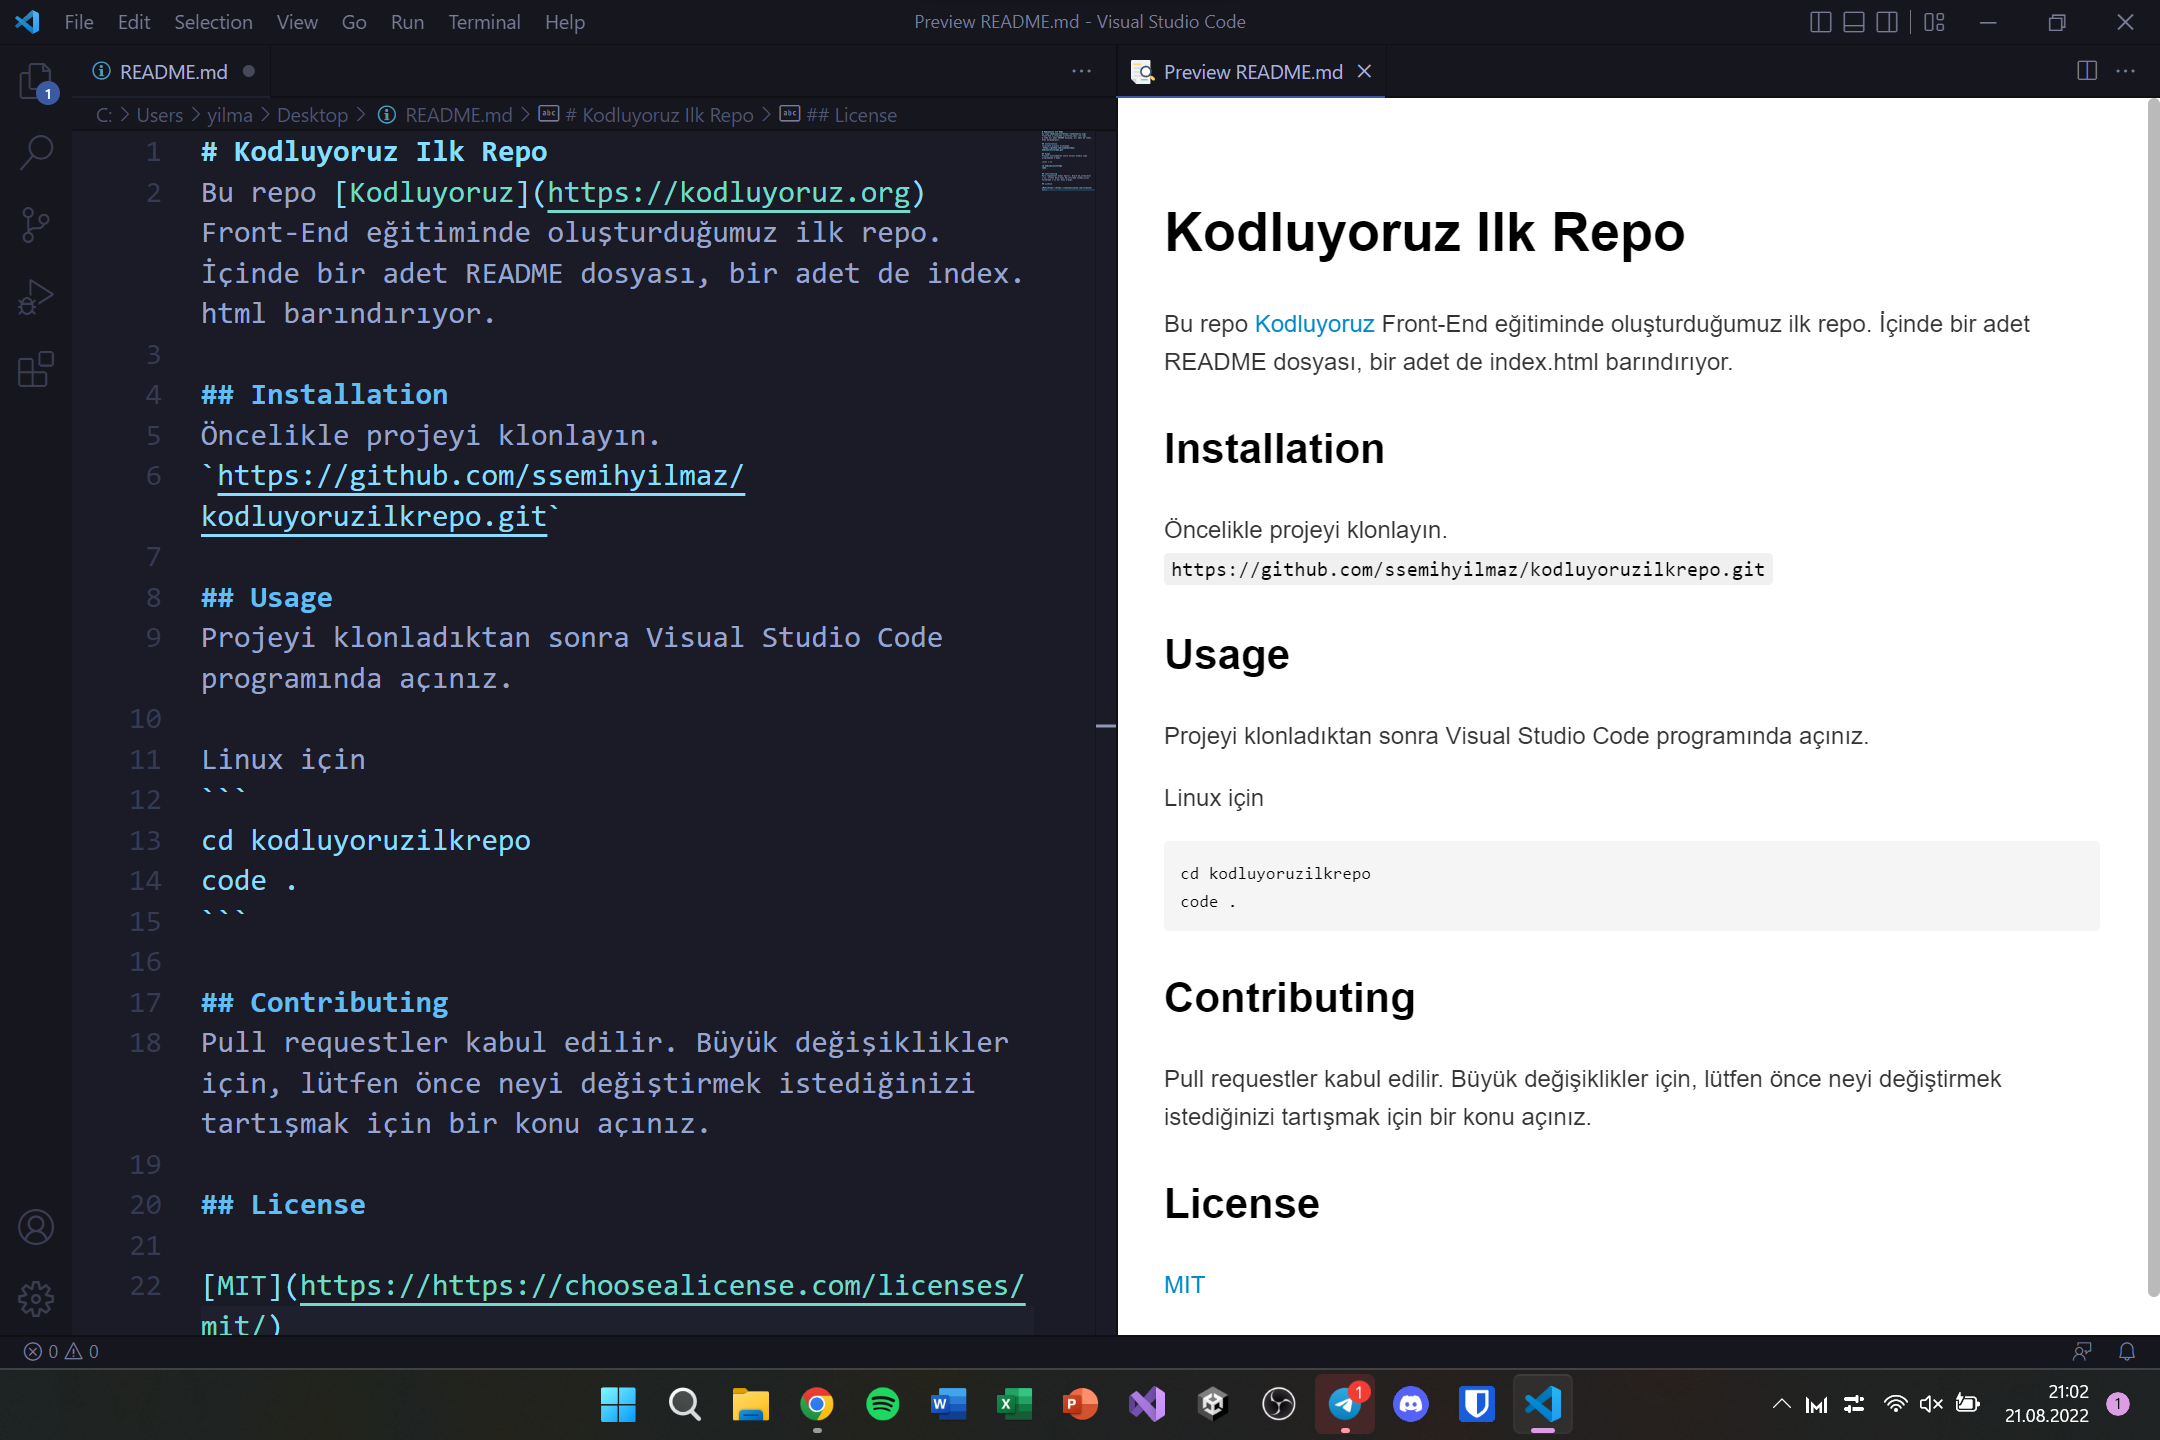 File Edit Selection View Go Run Terminal Help
Preview README.md - Visual Studio Code
README.md
Preview README.md
C: > Users > yilma > Desktop > README.md > # Kodluyoruz Ilk Repo > ## License
1 # Kodluyoruz Ilk Repo
2 Bu repo [Kodluyoruz](https://kodluyoruz.org)
Front-End eğitiminde oluşturduğumuz ilk repo.
İçinde bir adet README dosyası, bir adet de index.
html barındırıyor.
3
4 ## Installation
5 Öncelikle projeyi klonlayın.
6 `https://github.com/ssemihyilmaz/
kodluyoruzilkrepo.git`
7
8 ## Usage
9 Projeyi klonladıktan sonra Visual Studio Code
programında açınız.
10
11 Linux için
12 ```
13 cd kodluyoruzilkrepo
14 code .
15 ```
16
17 ## Contributing
18 Pull requestler kabul edilir. Büyük değişiklikler
için, lütfen önce neyi değiştirmek istediğinizi
tartışmak için bir konu açınız.
19
20 ## License
21
22 [MIT](https://https://choosealicense.com/licenses/
mit/)
Kodluyoruz Ilk Repo
Bu repo Kodluyoruz Front-End eğitiminde oluşturduğumuz ilk repo. İçinde bir adet
README dosyası, bir adet de index.html barındırıyor.
Installation
Öncelikle projeyi klonlayın.
https://github.com/ssemihyilmaz/kodluyoruzilkrepo.git
Usage
Projeyi klonladıktan sonra Visual Studio Code programında açınız.
Linux için
cd kodluyoruzilkrepo
code .
Contributing
Pull requestler kabul edilir. Büyük değişiklikler için, lütfen önce neyi değiştirmek
istediğinizi tartışmak için bir konu açınız.
License
MIT
1
0 0
1
21:02
21.08.2022
1